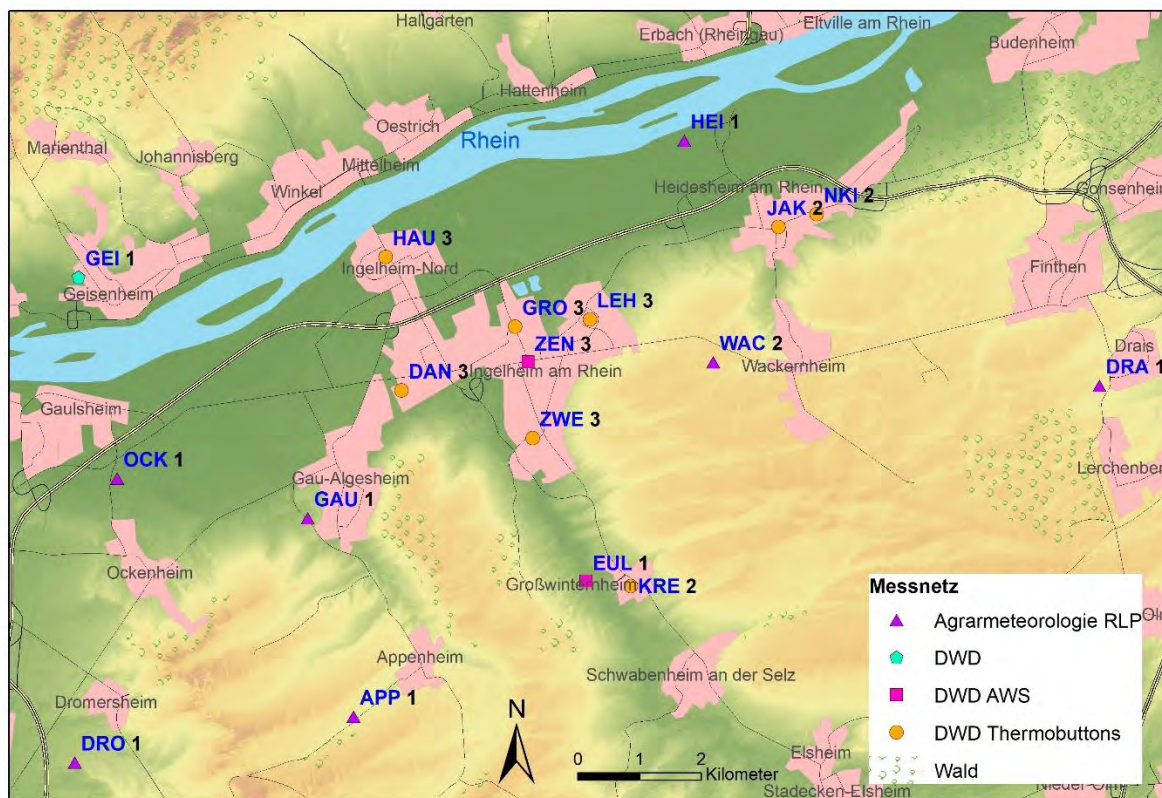 Hallgarten
Erbach (Rheingau)
Eltville am Rhein
Budenheim
Hattenheim
Oestrich
Rhein
HEI 1
Marienthal
Johannisberg
Mittelheim
Winkel
Heidesheim am Rhein
NKI 2
Gonsenheim
JAK 2
GEI 1
HAU 3
Ingelheim-Nord
Finthen
Geisenheim
GRO 3
LEH 3
ZEN 3
WAC 2
Drais
Ingelheim am Rhein
Wackernheim
DRA 1
DAN 3
Gaulsheim
ZWE 3
OCK 1
Gau-Algesheim
Lerchenberg
GAU 1
Ockenheim
EUL 1
Großwinternheim
KRE 2
Messnetz
Agrarmeteorologie RLP
DWD
DWD AWS
DWD Thermobuttons
Wald
Appenheim
Schwabenheim an der Selz
Dromersheim
APP 1
N
DRO 1
Elsheim
0 1 2
Kilometer
Stadecken-Elsheim